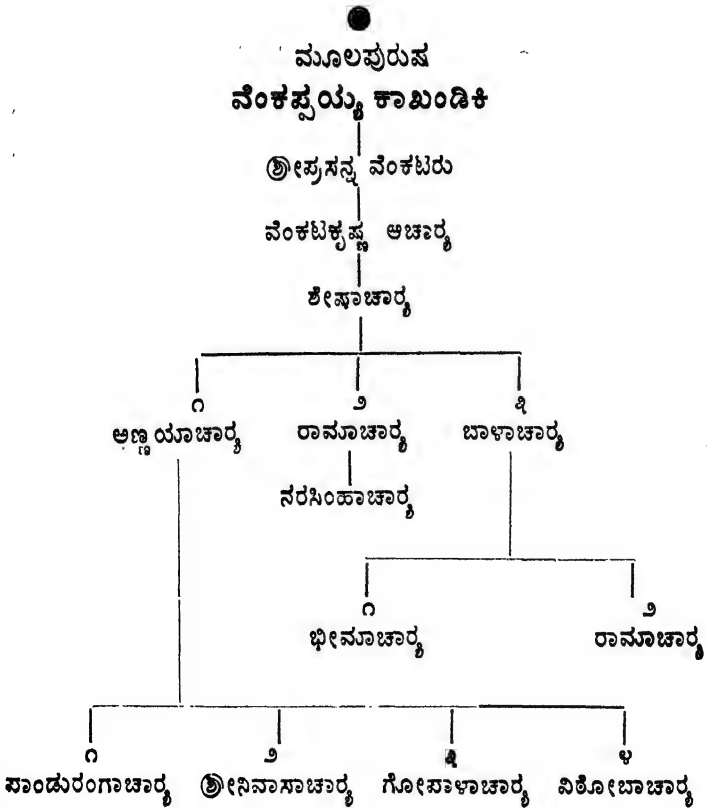 ಮೂಲಪುರುಷ
ವೆಂಕಪ್ಪಯ್ಯ ಕಾಖಂಡಿಕಿ
ಶ್ರೀಪ್ರಸನ್ನ ವೆಂಕಟರು
ವೆಂಕಟಕೃಷ್ಣ ಆಚಾರ್‍ಯ
ಶೇಷಾಚಾರ್‍ಯ
೧ ೨ ೩
ಅಣ್ಣಯಾಚಾರ್‍ಯ ರಾಮಾಚಾರ್‍ಯ ಬಾಳಾಚಾರ್‍ಯ
ನರಸಿಂಹಾಚಾರ್‍ಯ
೧ ೨
ಭೀಮಾಚಾರ್‍ಯ ರಾಮಾಚಾರ್‍ಯ
೧ ೨ ೩ ೪
ಪಾಂಡುರಂಗಾಚಾರ್‍ಯ ಶ್ರೀನಿವಾಸಾಚಾರ್‍ಯ ಗೋಪಾಳಾಚಾರ್‍ಯ ವಿಠೋಬಾಚಾರ್‍ಯ